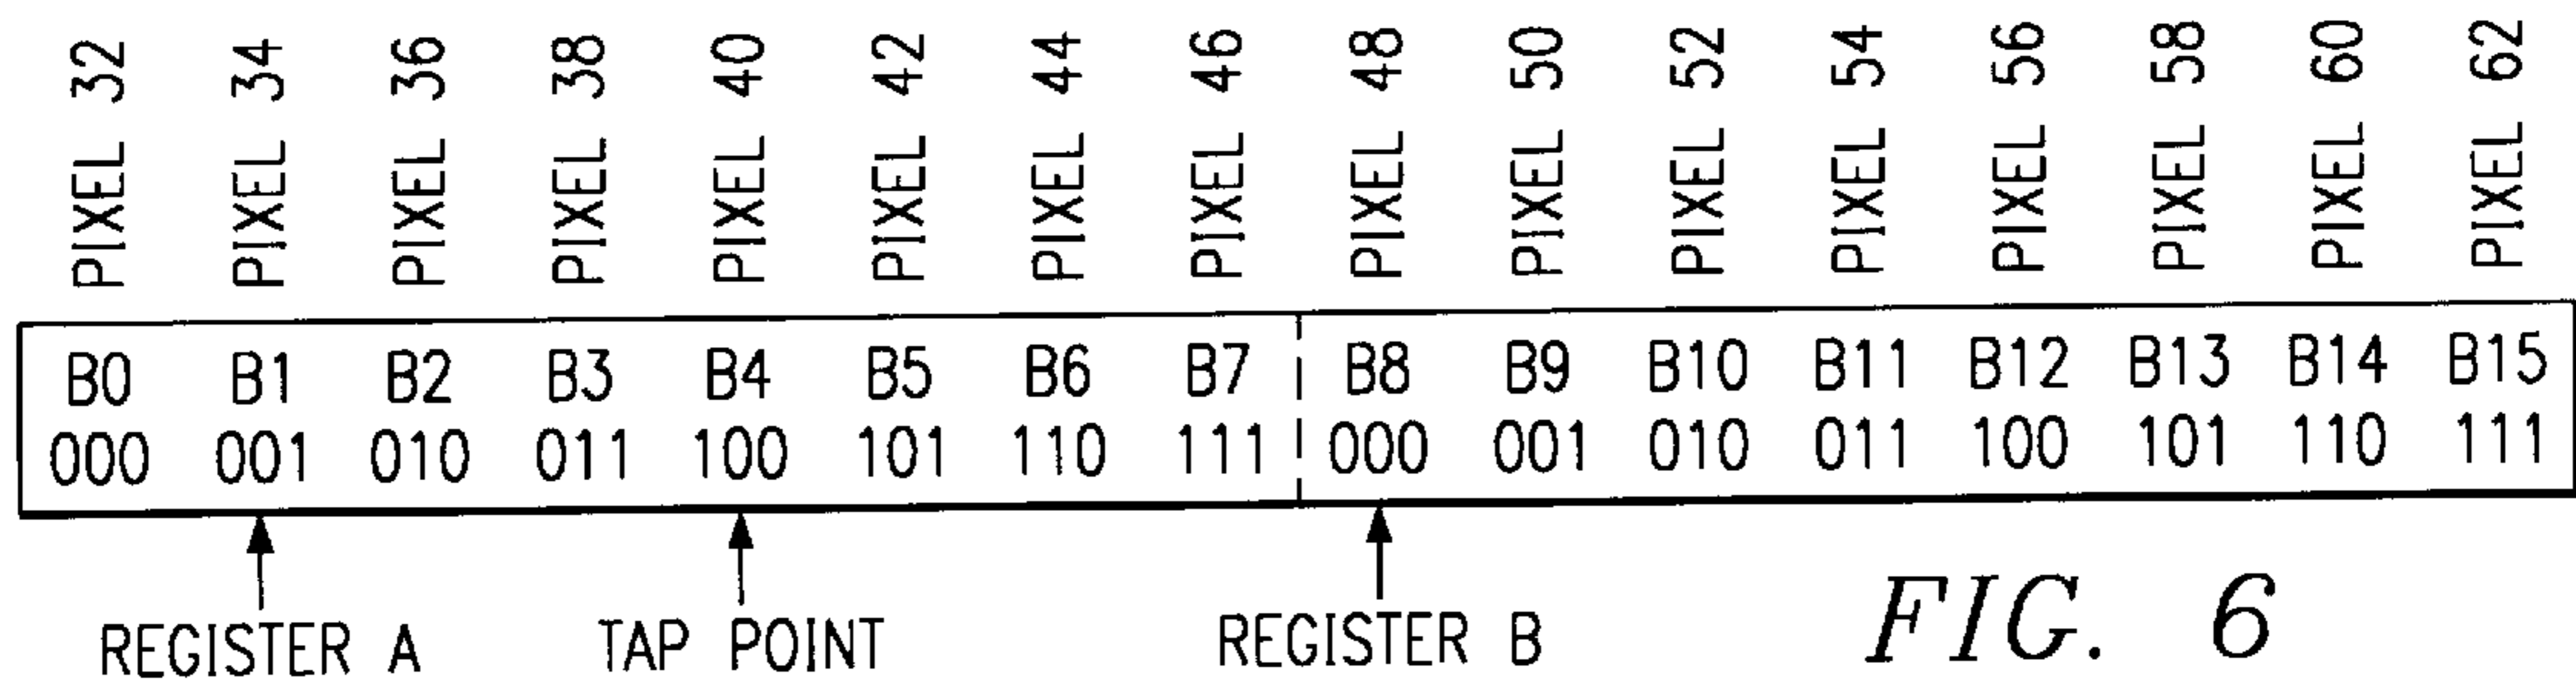 PIXEL 32 PIXEL 34 PIXEL 36 PIXEL 38 PIXEL 40 PIXEL 42 PIXEL 44 PIXEL 46 PIXEL 48 PIXEL 50 PIXEL 52 PIXEL 54 PIXEL 56 PIXEL 58 PIXEL 60 PIXEL 62
B0 B1 B2 B3 B4 B5 B6 B7 B8 B9 B10 B11 B12 B13 B14 B15
000 001 010 011 100 101 110 111 000 001 010 011 100 101 110 111
REGISTER A TAP POINT REGISTER B
FIG. 6